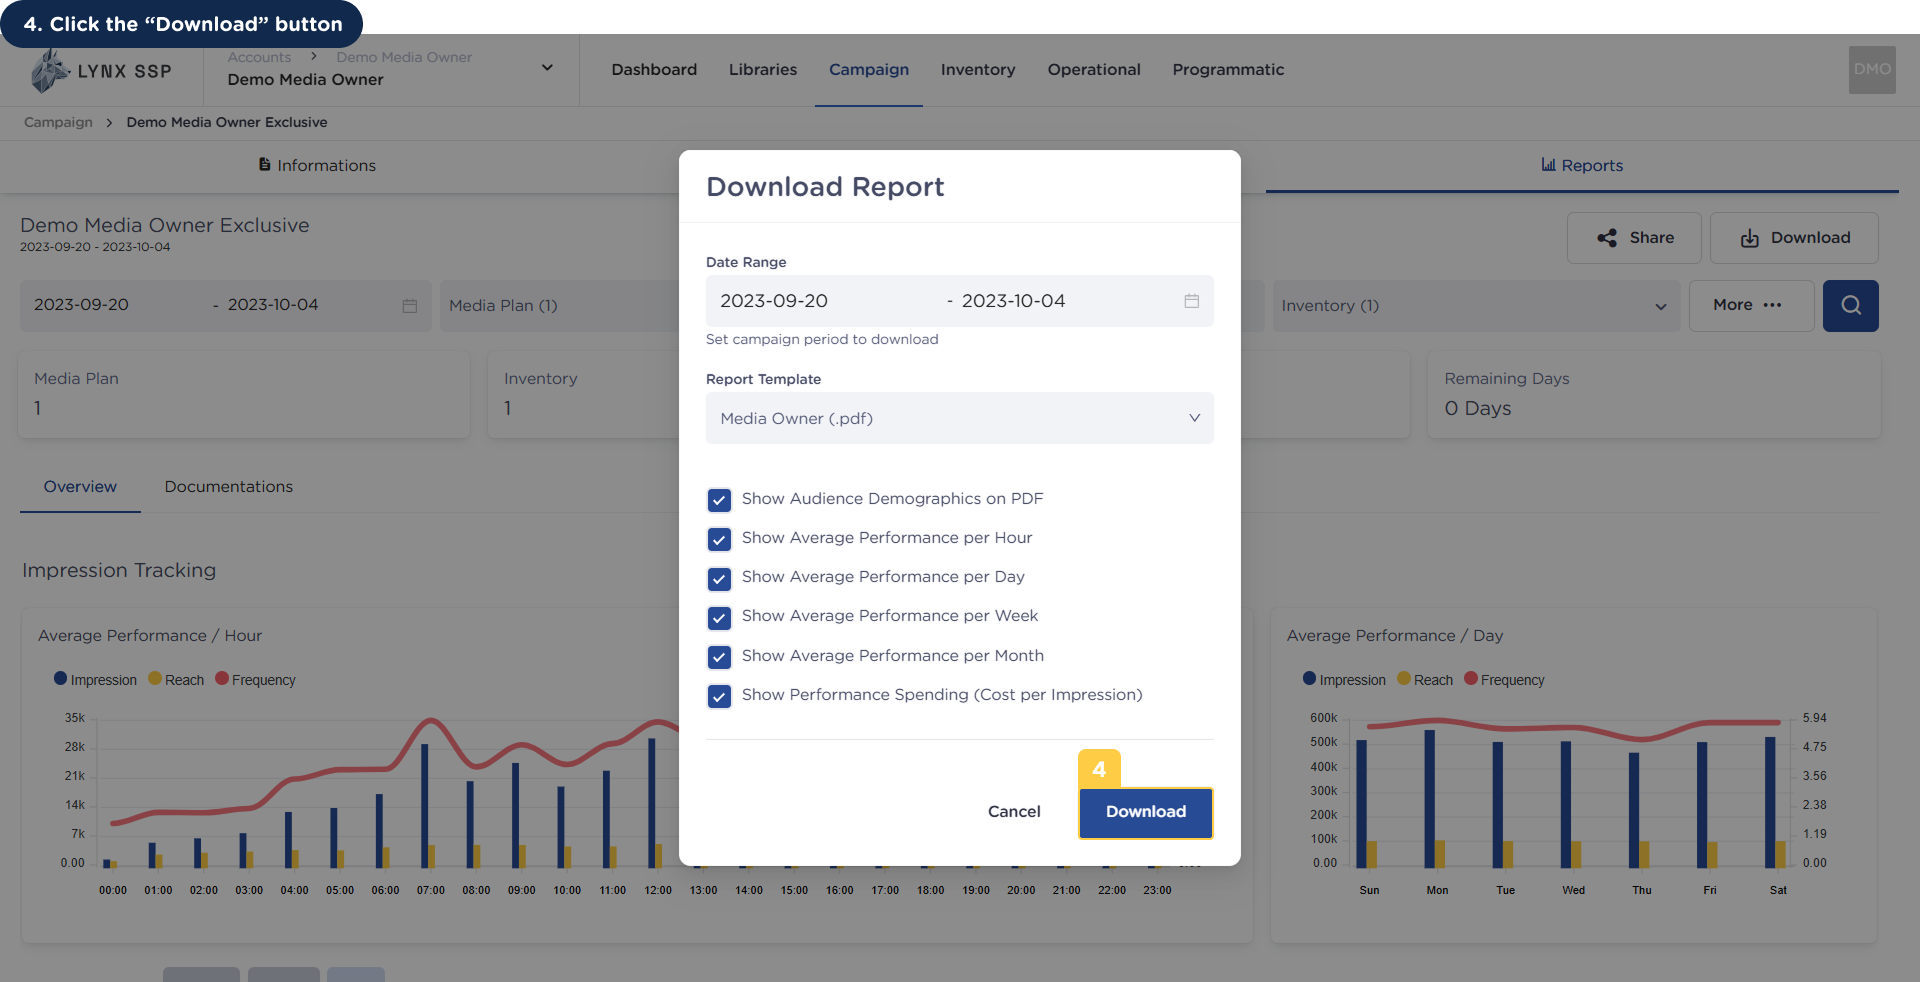 4. Click the “Download” button
LYNX SSP
Accounts > Demo Media Owner
Demo Media Owner
Dashboard Libraries Campaign Inventory Operational Programmatic
DMO
Campaign > Demo Media Owner Exclusive
Informations
Reports
Demo Media Owner Exclusive
2023-09-20 - 2023-10-04
Share
Download
2023-09-20 - 2023-10-04
Media Plan (1)
Inventory (1)
More •••
Media Plan
1
Inventory
1
Remaining Days
0 Days
Overview Documentations
Impression Tracking
Average Performance / Hour
Impression Reach Frequency
35k
28k
21k
14k
7k
0.00
00:00 01:00 02:00 03:00 04:00 05:00 06:00 07:00 08:00 09:00 10:00 11:00 12:00 13:00 14:00 15:00 16:00 17:00 18:00 19:00 20:00 21:00 22:00 23:00
Average Performance / Day
Impression Reach Frequency
600k 5.94
500k 4.75
400k 3.56
300k 2.38
200k 1.19
100k 0.00
0.00
Sun Mon Tue Wed Thu Fri Sat
Download Report
Date Range
2023-09-20 - 2023-10-04
Set campaign period to download
Report Template
Media Owner (.pdf)
Show Audience Demographics on PDF
Show Average Performance per Hour
Show Average Performance per Day
Show Average Performance per Week
Show Average Performance per Month
Show Performance Spending (Cost per Impression)
4
Cancel
Download